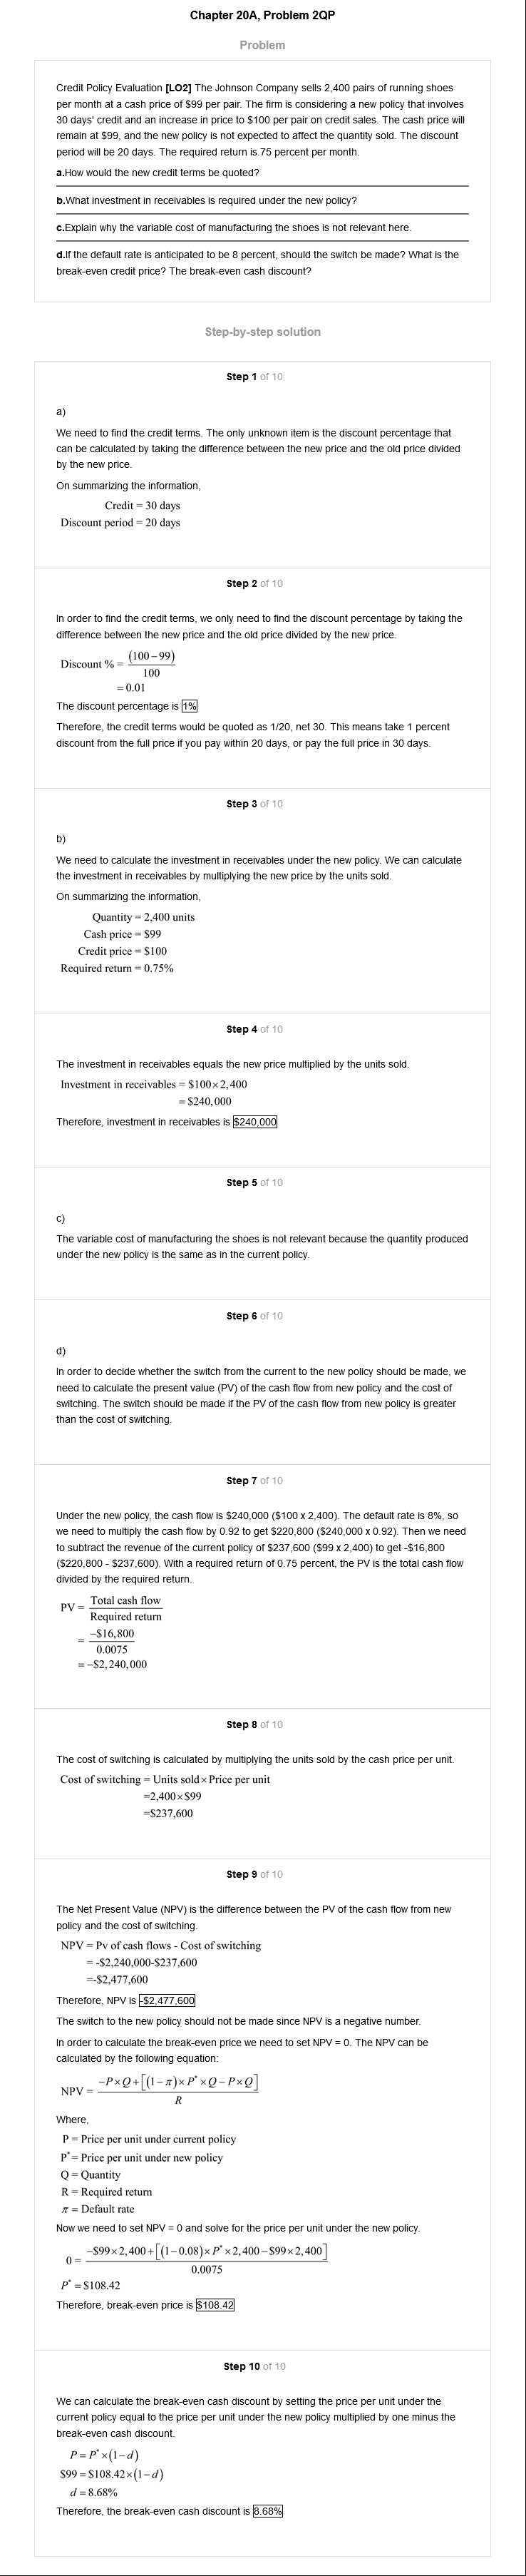 Chapter 20A, Problem 2QP
Problem
Credit Policy Evaluation [LO2] The Johnson Company sells 2,400 pairs of running shoes
per month at a cash price of $99 per pair. The firm is considering a new policy that involves
30 days' credit and an increase in price to $100 per pair on credit sales. The cash price will
remain at $99, and the new policy is not expected to affect the quantity sold. The discount
period will be 20 days. The required return is.75 percent per month.
a.How would the new credit terms be quoted?
b.What investment in receivables is required under the new policy?
c.Explain why the variable cost of manufacturing the shoes is not relevant here.
d.If the default rate is anticipated to be 8 percent, should the switch be made? What is the
break-even credit price? The break-even cash discount?
Step-by-step solution
Step 1 of 10
a)
We need to find the credit terms. The only unknown item is the discount percentage that
can be calculated by taking the difference between the new price and the old price divided
by the new price.
On summarizing the information,
Credit = 30 days
Discount period = 20 days
Step 2 of 10
In order to find the credit terms, we only need to find the discount percentage by taking the
difference between the new price and the old price divided by the new price.
Discount % = (100 − 99) / 100
= 0.01
The discount percentage is 1%
Therefore, the credit terms would be quoted as 1/20, net 30. This means take 1 percent
discount from the full price if you pay within 20 days, or pay the full price in 30 days.
Step 3 of 10
b)
We need to calculate the investment in receivables under the new policy. We can calculate
the investment in receivables by multiplying the new price by the units sold.
On summarizing the information,
Quantity = 2,400 units
Cash price = $99
Credit price = $100
Required return = 0.75%
Step 4 of 10
The investment in receivables equals the new price multiplied by the units sold.
Investment in receivables = $100 × 2,400
= $240,000
Therefore, investment in receivables is $240,000
Step 5 of 10
c)
The variable cost of manufacturing the shoes is not relevant because the quantity produced
under the new policy is the same as in the current policy.
Step 6 of 10
d)
In order to decide whether the switch from the current to the new policy should be made, we
need to calculate the present value (PV) of the cash flow from new policy and the cost of
switching. The switch should be made if the PV of the cash flow from new policy is greater
than the cost of switching.
Step 7 of 10
Under the new policy, the cash flow is $240,000 ($100 x 2,400). The default rate is 8%, so
we need to multiply the cash flow by 0.92 to get $220,800 ($240,000 x 0.92). Then we need
to subtract the revenue of the current policy of $237,600 ($99 x 2,400) to get -$16,800
($220,800 - $237,600). With a required return of 0.75 percent, the PV is the total cash flow
divided by the required return.
PV = Total cash flow / Required return
= −$16,800 / 0.0075
= −$2,240,000
Step 8 of 10
The cost of switching is calculated by multiplying the units sold by the cash price per unit.
Cost of switching = Units sold × Price per unit
=2,400 × $99
=$237,600
Step 9 of 10
The Net Present Value (NPV) is the difference between the PV of the cash flow from new
policy and the cost of switching.
NPV = Pv of cash flows - Cost of switching
= -$2,240,000-$237,600
=-$2,477,600
Therefore, NPV is -$2,477,600
The switch to the new policy should not be made since NPV is a negative number.
In order to calculate the break-even price we need to set NPV = 0. The NPV can be
calculated by the following equation:
NPV = −P × Q + [(1 − π) × P* × Q − P × Q] / R
Where,
P = Price per unit under current policy
P* = Price per unit under new policy
Q = Quantity
R = Required return
π = Default rate
Now we need to set NPV = 0 and solve for the price per unit under the new policy.
0 = −$99 × 2,400 + [(1 − 0.08) × P* × 2,400 − $99 × 2,400] / 0.0075
P* = $108.42
Therefore, break-even price is $108.42
Step 10 of 10
We can calculate the break-even cash discount by setting the price per unit under the
current policy equal to the price per unit under the new policy multiplied by one minus the
break-even cash discount.
P = P* × (1 − d)
$99 = $108.42 × (1 − d)
d = 8.68%
Therefore, the break-even cash discount is 8.68%